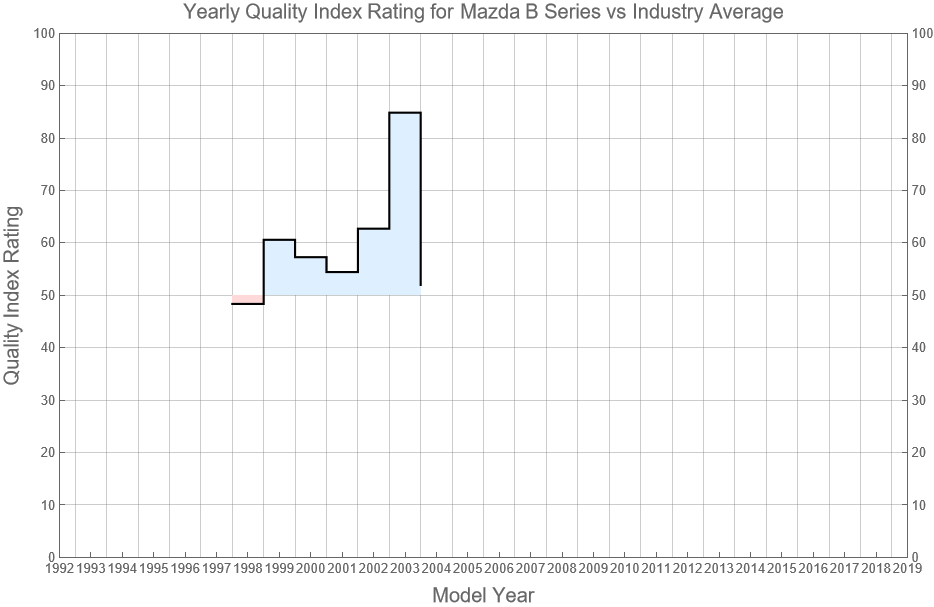 Yearly Quality Index Rating for Mazda B Series vs Industry Average
100 100
90 90
80 80
70 70
60 60
50 50
40 40
30 30
20 20
10 10
0 0
Quality Index Rating
1992 1993 1994 1995 1996 1997 1998 1999 2000 2001 2002 2003 2004 2005 2006 2007 2008 2009 2010 2011 2012 2013 2014 2015 2016 2017 2018 2019
Model Year